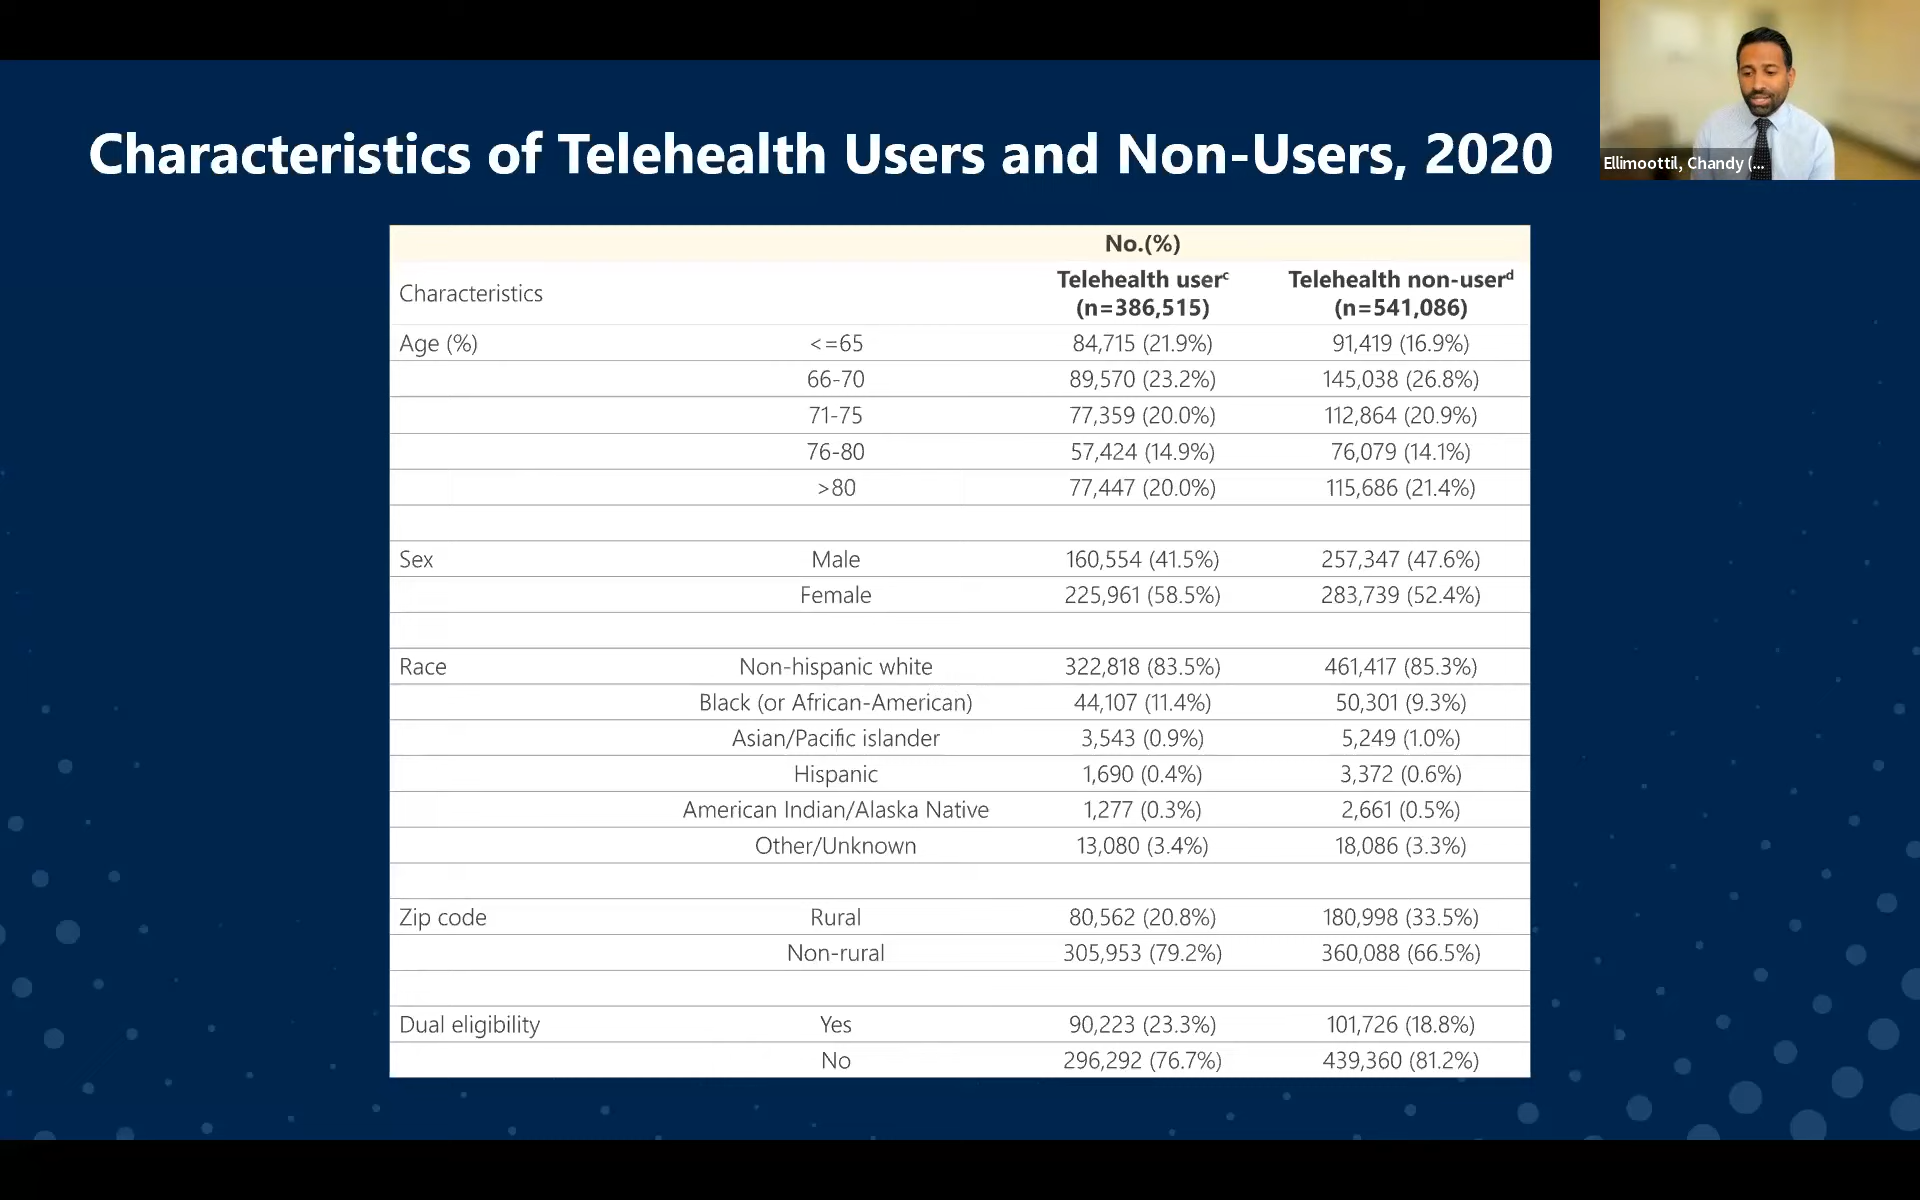 Characteristics of Telehealth Users and Non-Users, 2020
Ellimoottil, Chandy (...
No.(%)
Characteristics Telehealth userᶜ (n=386,515) Telehealth non-userᵈ (n=541,086)
Age (%) <=65 84,715 (21.9%) 91,419 (16.9%)
66-70 89,570 (23.2%) 145,038 (26.8%)
71-75 77,359 (20.0%) 112,864 (20.9%)
76-80 57,424 (14.9%) 76,079 (14.1%)
>80 77,447 (20.0%) 115,686 (21.4%)
Sex Male 160,554 (41.5%) 257,347 (47.6%)
Female 225,961 (58.5%) 283,739 (52.4%)
Race Non-hispanic white 322,818 (83.5%) 461,417 (85.3%)
Black (or African-American) 44,107 (11.4%) 50,301 (9.3%)
Asian/Pacific islander 3,543 (0.9%) 5,249 (1.0%)
Hispanic 1,690 (0.4%) 3,372 (0.6%)
American Indian/Alaska Native 1,277 (0.3%) 2,661 (0.5%)
Other/Unknown 13,080 (3.4%) 18,086 (3.3%)
Zip code Rural 80,562 (20.8%) 180,998 (33.5%)
Non-rural 305,953 (79.2%) 360,088 (66.5%)
Dual eligibility Yes 90,223 (23.3%) 101,726 (18.8%)
No 296,292 (76.7%) 439,360 (81.2%)